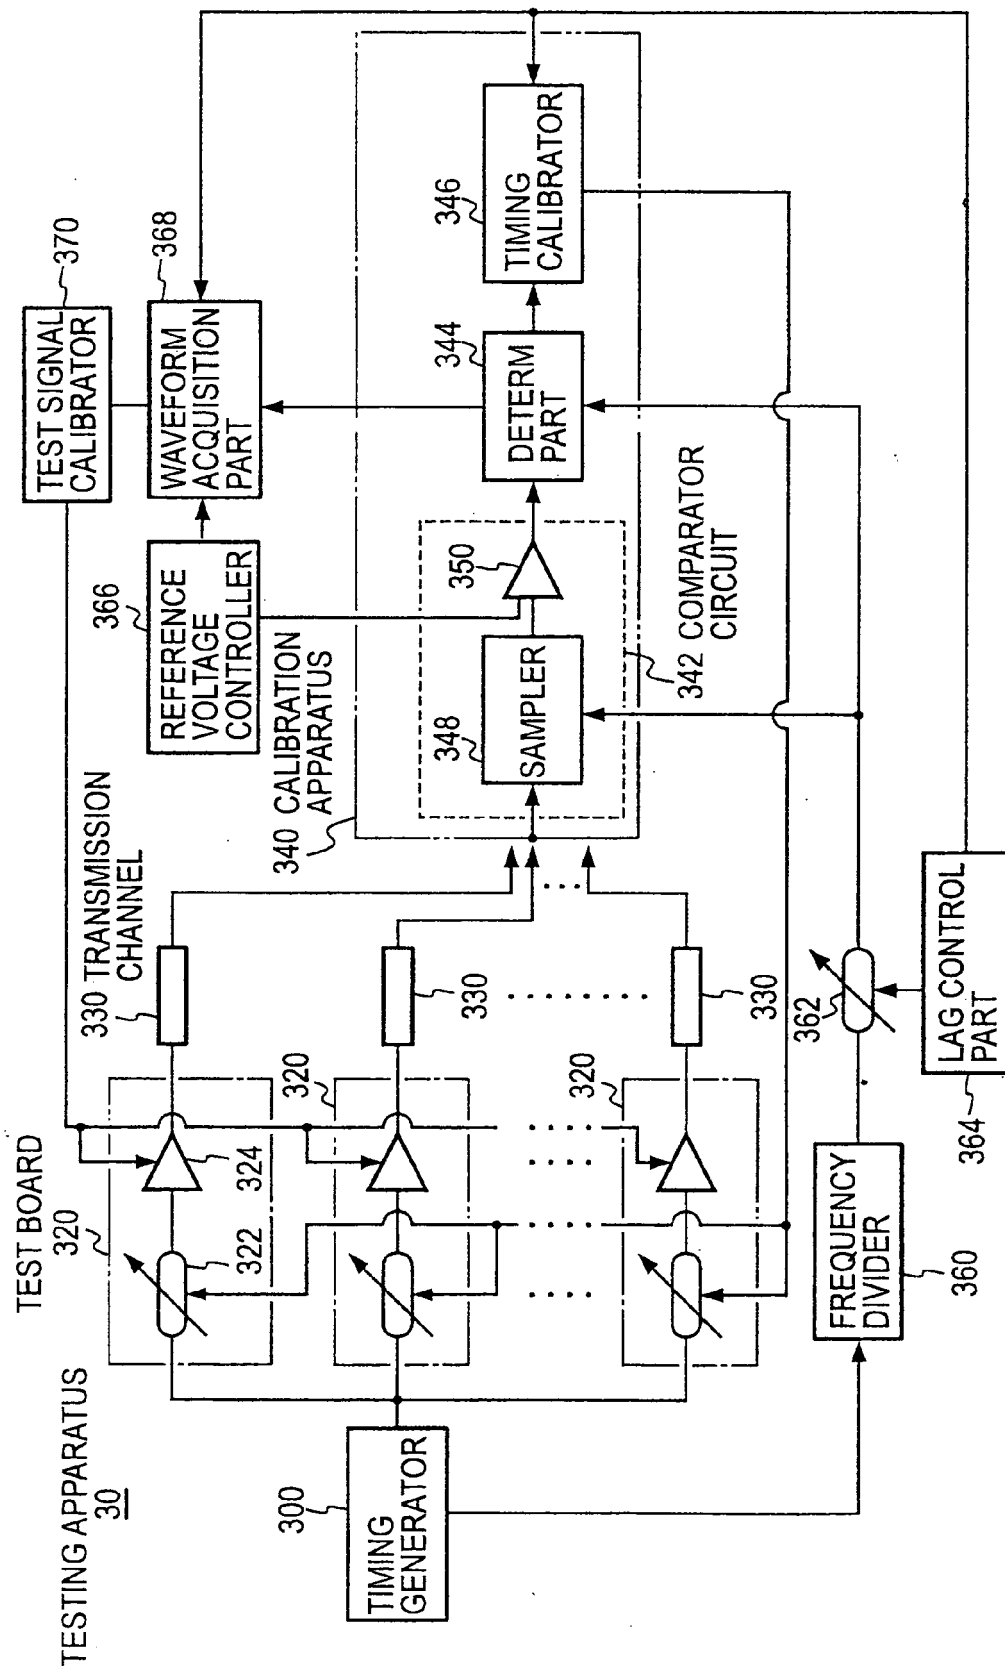 TESTING APPARATUS
30
TEST BOARD
320
322
324
320
320
300
TIMING
GENERATOR
330 TRANSMISSION
CHANNEL
330
330
370
TEST SIGNAL
CALIBRATOR
368
WAVEFORM
ACQUISITION
PART
366
REFERENCE
VOLTAGE
CONTROLLER
340 CALIBRATION
APPARATUS
348
SAMPLER
350
342 COMPARATOR
CIRCUIT
344
DETERM
PART
346
TIMING
CALIBRATOR
360
FREQUENCY
DIVIDER
362
364
LAG CONTROL
PART